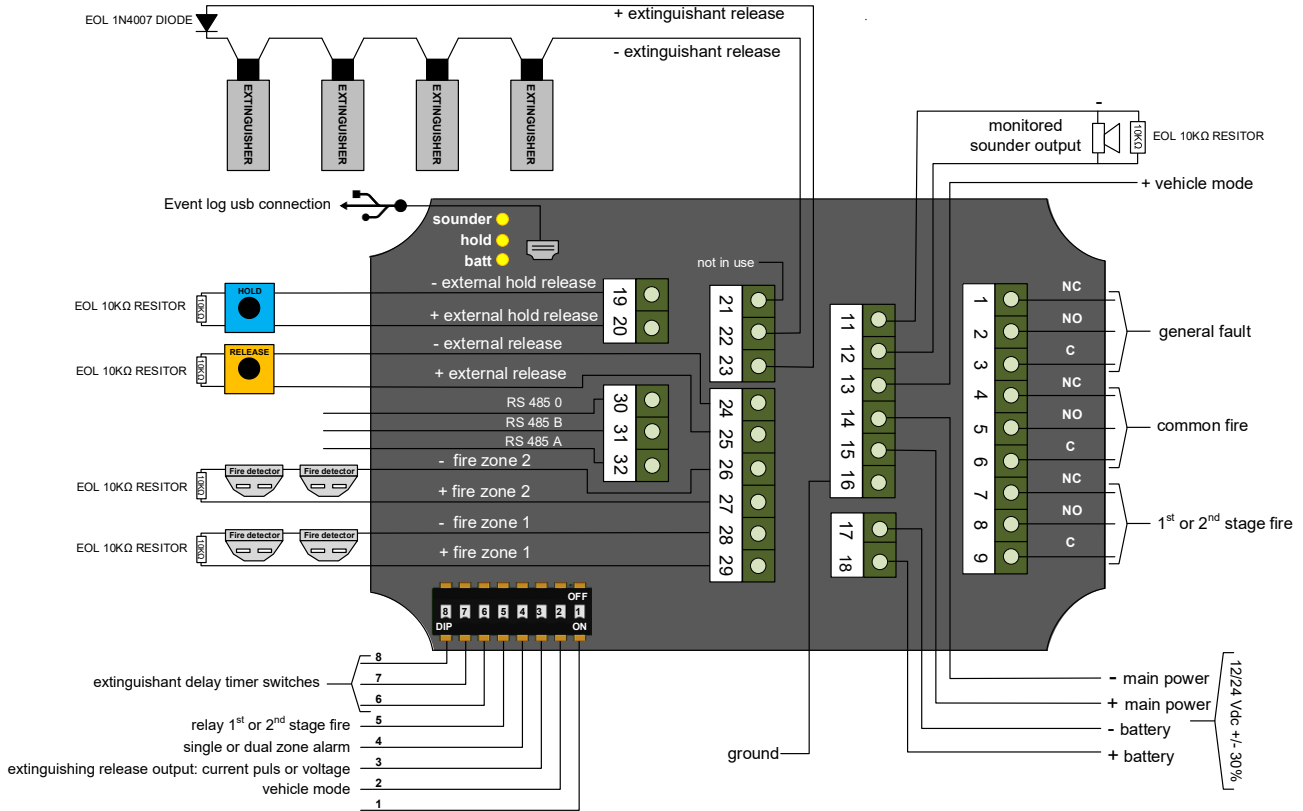 EOL 1N4007 DIODE
+ extinguishant release
- extinguishant release
EXTINGUISHER
EXTINGUISHER
EXTINGUISHER
EXTINGUISHER
-
monitored
sounder output
10KΩ
EOL 10KΩ RESITOR
+ vehicle mode
Event log usb connection
sounder
hold
batt
not in use
EOL 10KΩ RESITOR
10KΩ
HOLD
- external hold release
+ external hold release
19
20
EOL 10KΩ RESITOR
10KΩ
RELEASE
- external release
+ external release
RS 485 0
RS 485 B
RS 485 A
30
31
32
EOL 10KΩ RESITOR
10KΩ
Fire detector
Fire detector
- fire zone 2
+ fire zone 2
EOL 10KΩ RESITOR
10KΩ
Fire detector
Fire detector
- fire zone 1
+ fire zone 1
21
22
23
24
25
26
27
28
29
11
12
13
14
15
16
17
18
1
2
3
4
5
6
7
8
9
NC
NO
C
NC
NO
C
NC
NO
C
general fault
common fire
1st or 2nd stage fire
OFF
8 7 6 5 4 3 2 1
DIP
ON
8
extinguishant delay timer switches
7
6
relay 1st or 2nd stage fire
5
single or dual zone alarm
4
extinguishing release output: current puls or voltage
3
vehicle mode
2
1
ground
- main power
+ main power
- battery
+ battery
12/24 Vdc +/- 30%